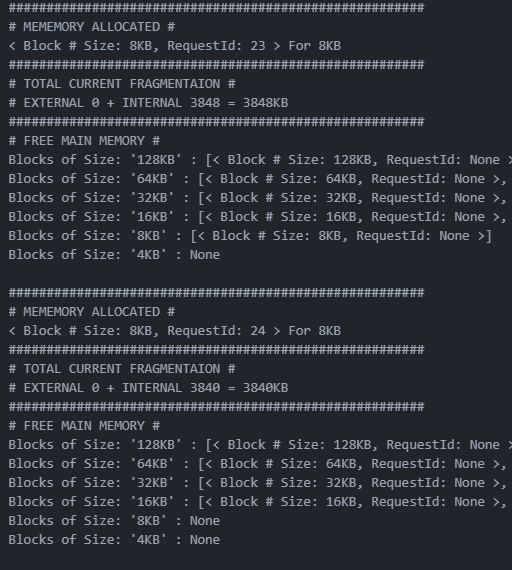 #######################################################
# MEMEMORY ALLOCATED #
< Block # Size: 8KB, RequestId: 23 > For 8KB
#######################################################
# TOTAL CURRENT FRAGMENTAION #
# EXTERNAL 0 + INTERNAL 3848 = 3848KB
#######################################################
# FREE MAIN MEMORY #
Blocks of Size: '128KB' : [< Block # Size: 128KB, RequestId: None >
Blocks of Size: '64KB' : [< Block # Size: 64KB, RequestId: None >,
Blocks of Size: '32KB' : [< Block # Size: 32KB, RequestId: None >,
Blocks of Size: '16KB' : [< Block # Size: 16KB, RequestId: None >,
Blocks of Size: '8KB' : [< Block # Size: 8KB, RequestId: None >]
Blocks of Size: '4KB' : None
#######################################################
# MEMEMORY ALLOCATED #
< Block # Size: 8KB, RequestId: 24 > For 8KB
#######################################################
# TOTAL CURRENT FRAGMENTAION #
# EXTERNAL 0 + INTERNAL 3840 = 3840KB
#######################################################
# FREE MAIN MEMORY #
Blocks of Size: '128KB' : [< Block # Size: 128KB, RequestId: None >
Blocks of Size: '64KB' : [< Block # Size: 64KB, RequestId: None >,
Blocks of Size: '32KB' : [< Block # Size: 32KB, RequestId: None >,
Blocks of Size: '16KB' : [< Block # Size: 16KB, RequestId: None >,
Blocks of Size: '8KB' : None
Blocks of Size: '4KB' : None